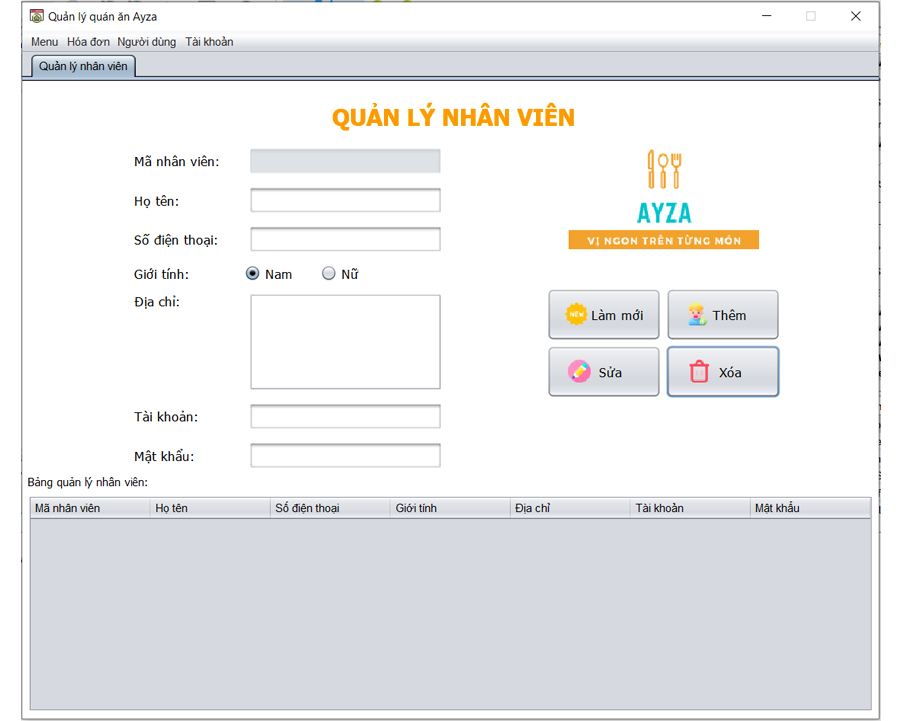 Quản lý quán ăn Ayza
Menu Hóa đơn Người dùng Tài khoản
Quản lý nhân viên
QUẢN LÝ NHÂN VIÊN
Mã nhân viên:
Họ tên:
Số điện thoại:
Giới tính: Nam Nữ
Địa chỉ:
Tài khoản:
Mật khẩu:
AYZA
VỊ NGON TRÊN TỪNG MÓN
NEW Làm mới Thêm
Sửa Xóa
Bảng quản lý nhân viên:
Mã nhân viên Họ tên Số điện thoại Giới tính Địa chỉ Tài khoản Mật khẩu